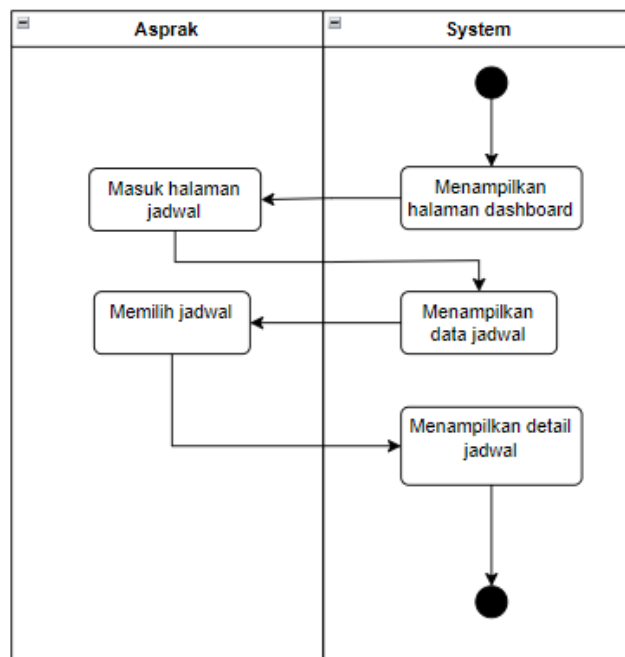 Asprak
System
Menampilkan
halaman dashboard
Masuk halaman
jadwal
Menampilkan
data jadwal
Memilih jadwal
Menampilkan detail
jadwal